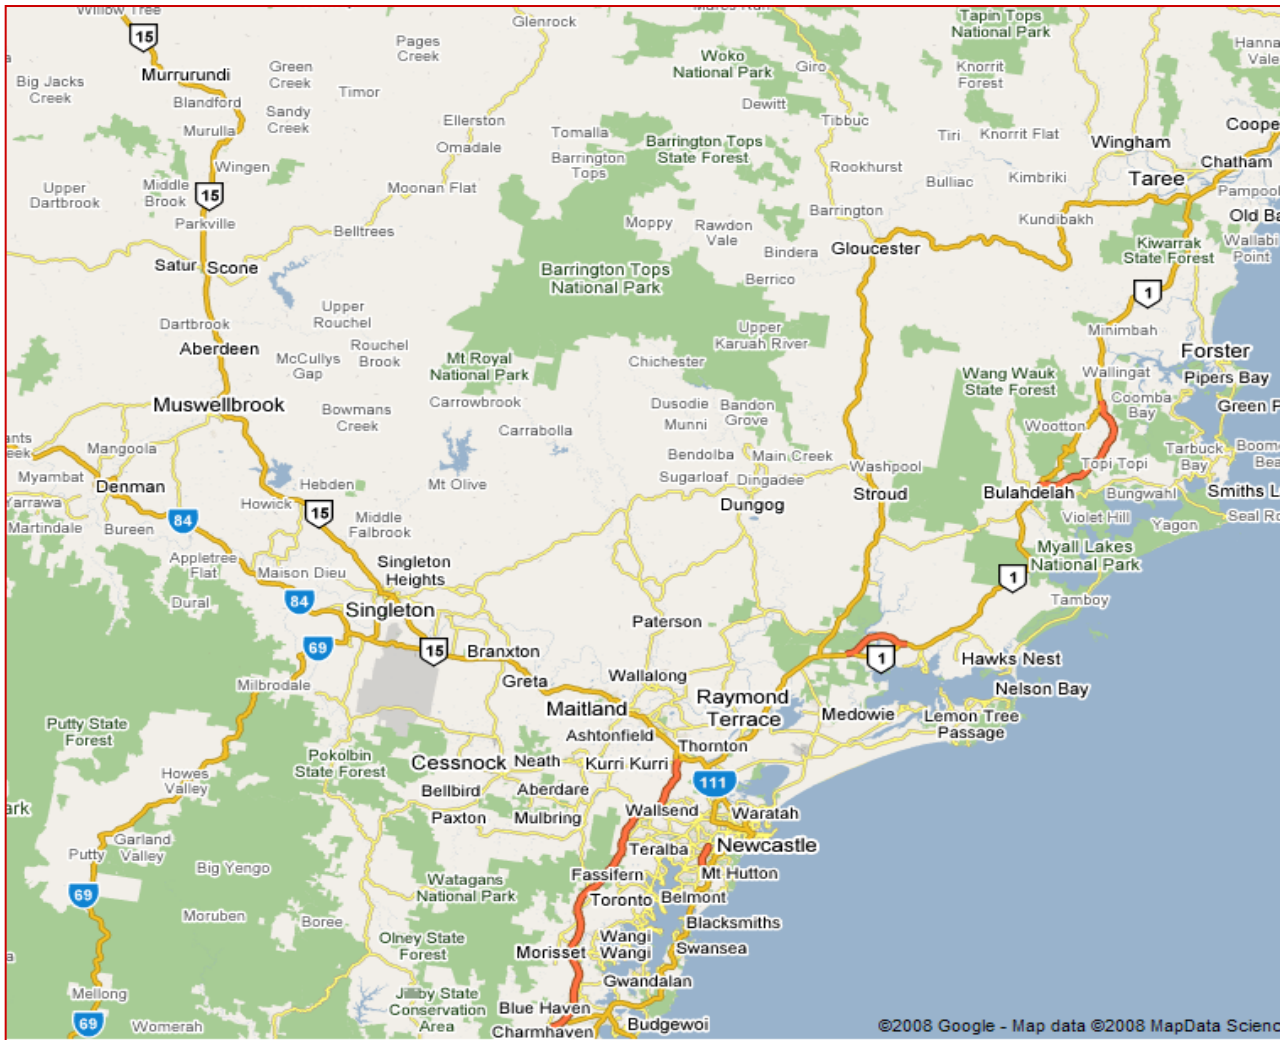 Willow Tree
Glenrock
Tapin Tops
National Park
15
Pages
Creek
Woko
National Park
Murrurundi
Green
Creek
Giro
Knorrit
Forest
Big Jacks
Creek
Timor
Blandford
Sandy
Creek
Dewitt
Murulla
Ellerston
Tomalla
Tibbuc
Tiri
Knorrit Flat
Wingham
Omadale
Barrington Tops
State Forest
Chatham
Wingen
Barrington
Tops
Rookhurst
Bulliac
Kimbriki
Taree
Upper
Dartbrook
Middle
Brook
15
Moonan Flat
Parkville
Belltrees
Moppy
Rawdon
Vale
Barrington
Kundibakh
Gloucester
Bindera
Kiwarrak
State Forest
Wallabi
Point
Satur
Scone
Barrington Tops
National Park
Berrico
1
Upper
Rouchel
Dartbrook
Upper
Karuah River
Minimbah
Aberdeen
McCullys
Gap
Rouchel
Brook
Mt Royal
National Park
Chichester
Forster
Wang Wauk
State Forest
Wallingat
Pipers Bay
Muswellbrook
Bowmans
Creek
Carrowbrook
Dusodie
Bandon
Grove
Coomba
Bay
Munni
Carrabolla
Wootton
Mangoola
Bendolba
Main Creek
Tarbuck
Bay
Myambat
Hebden
Mt Olive
Sugarloaf
Dingadee
Washpool
Topi Topi
Denman
Howick
15
Dungog
Stroud
Bulahdelah
Bungwahl
Martindale
Bureen
84
Middle
Falbrook
Violet Hill
Yagon
Appletree
Flat
Maison Dieu
Singleton
Heights
Myall Lakes
National Park
1
Dural
84
Singleton
Tamboy
Paterson
69
15
Branxton
1
Hawks Nest
Milbrodale
Greta
Wallalong
Nelson Bay
Raymond
Terrace
Maitland
Medowie
Lemon Tree
Passage
Putty State
Forest
Ashtonfield
Thornton
Pokolbin
State Forest
Cessnock
Neath
Kurri Kurri
Howes
Valley
111
Bellbird
Aberdare
Paxton
Mulbring
Wallsend
Waratah
Garland
Valley
Putty
Teralba
Newcastle
Big Yengo
Fassifern
Mt Hutton
69
Watagans
National Park
Toronto
Belmont
Moruben
Boree
Blacksmiths
Olney State
Forest
Wangi
Wangi
Morisset
Swansea
Gwandalan
Mellong
Jilliby State
Conservation
Area
Blue Haven
69
Womerah
Charmhaven
Budgewoi
©2008 Google - Map data ©2008 MapData Scienc